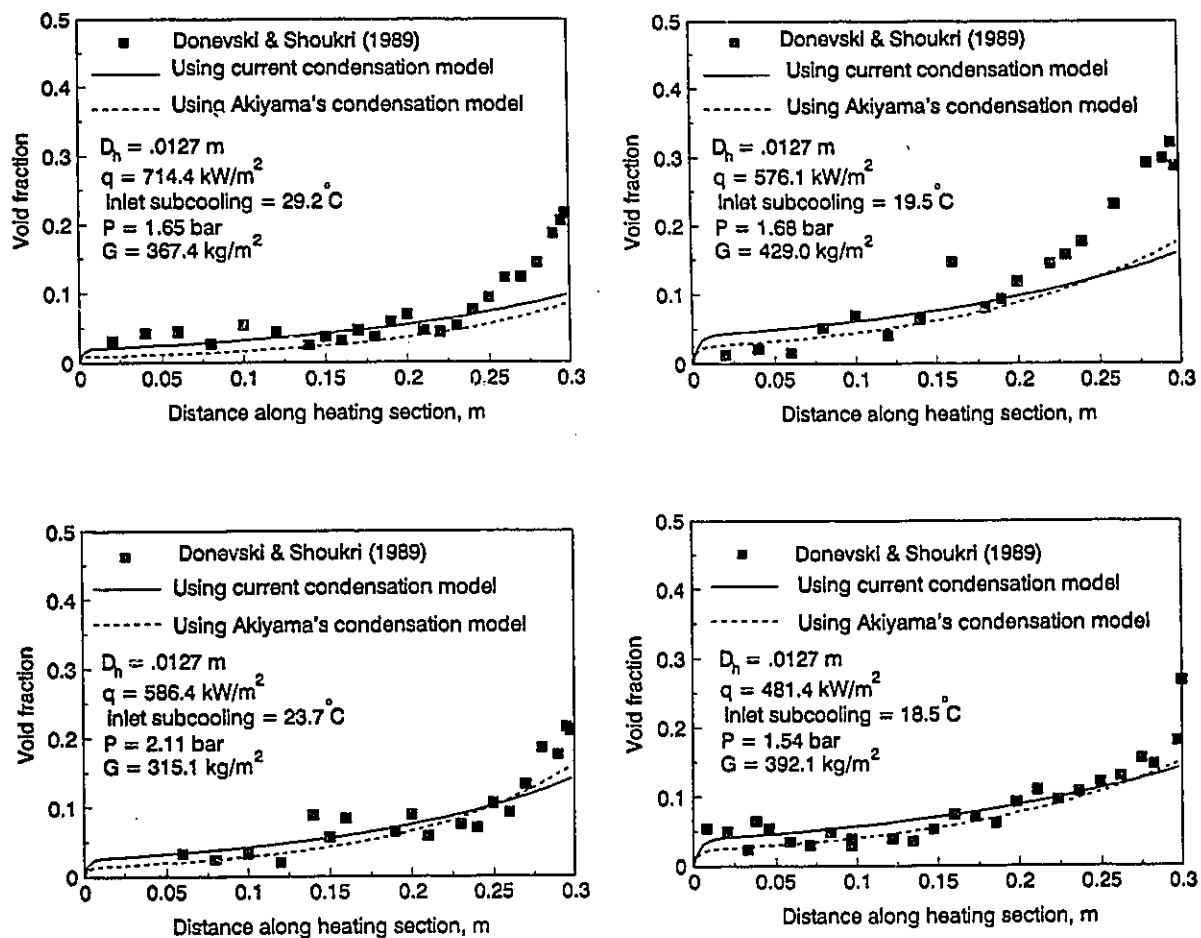 0.5
0.4
0.3
0.2
0.1
0
Void fraction
Donevski & Shoukri (1989)
Using current condensation model
Using Akiyama's condensation model
Dh = .0127 m
q = 714.4 kW/m2
Inlet subcooling = 29.2°C
P = 1.65 bar
G = 367.4 kg/m2
0 0.05 0.1 0.15 0.2 0.25 0.3
Distance along heating section, m
0.5
0.4
0.3
0.2
0.1
0
Void fraction
Donevski & Shoukri (1989)
Using current condensation model
Using Akiyama's condensation model
Dh = .0127 m
q = 576.1 kW/m2
Inlet subcooling = 19.5°C
P = 1.68 bar
G = 429.0 kg/m2
0 0.05 0.1 0.15 0.2 0.25 0.3
Distance along heating section, m
0.5
0.4
0.3
0.2
0.1
0
Void fraction
Donevski & Shoukri (1989)
Using current condensation model
Using Akiyama's condensation model
Dh = .0127 m
q = 586.4 kW/m2
Inlet subcooling = 23.7°C
P = 2.11 bar
G = 315.1 kg/m2
0 0.05 0.1 0.15 0.2 0.25 0.3
Distance along heating section, m
0.5
0.4
0.3
0.2
0.1
0
Void fraction
Donevski & Shoukri (1989)
Using current condensation model
Using Akiyama's condensation model
Dh = .0127 m
q = 481.4 kW/m2
Inlet subcooling = 18.5°C
P = 1.54 bar
G = 392.1 kg/m2
0 0.05 0.1 0.15 0.2 0.25 0.3
Distance along heating section, m